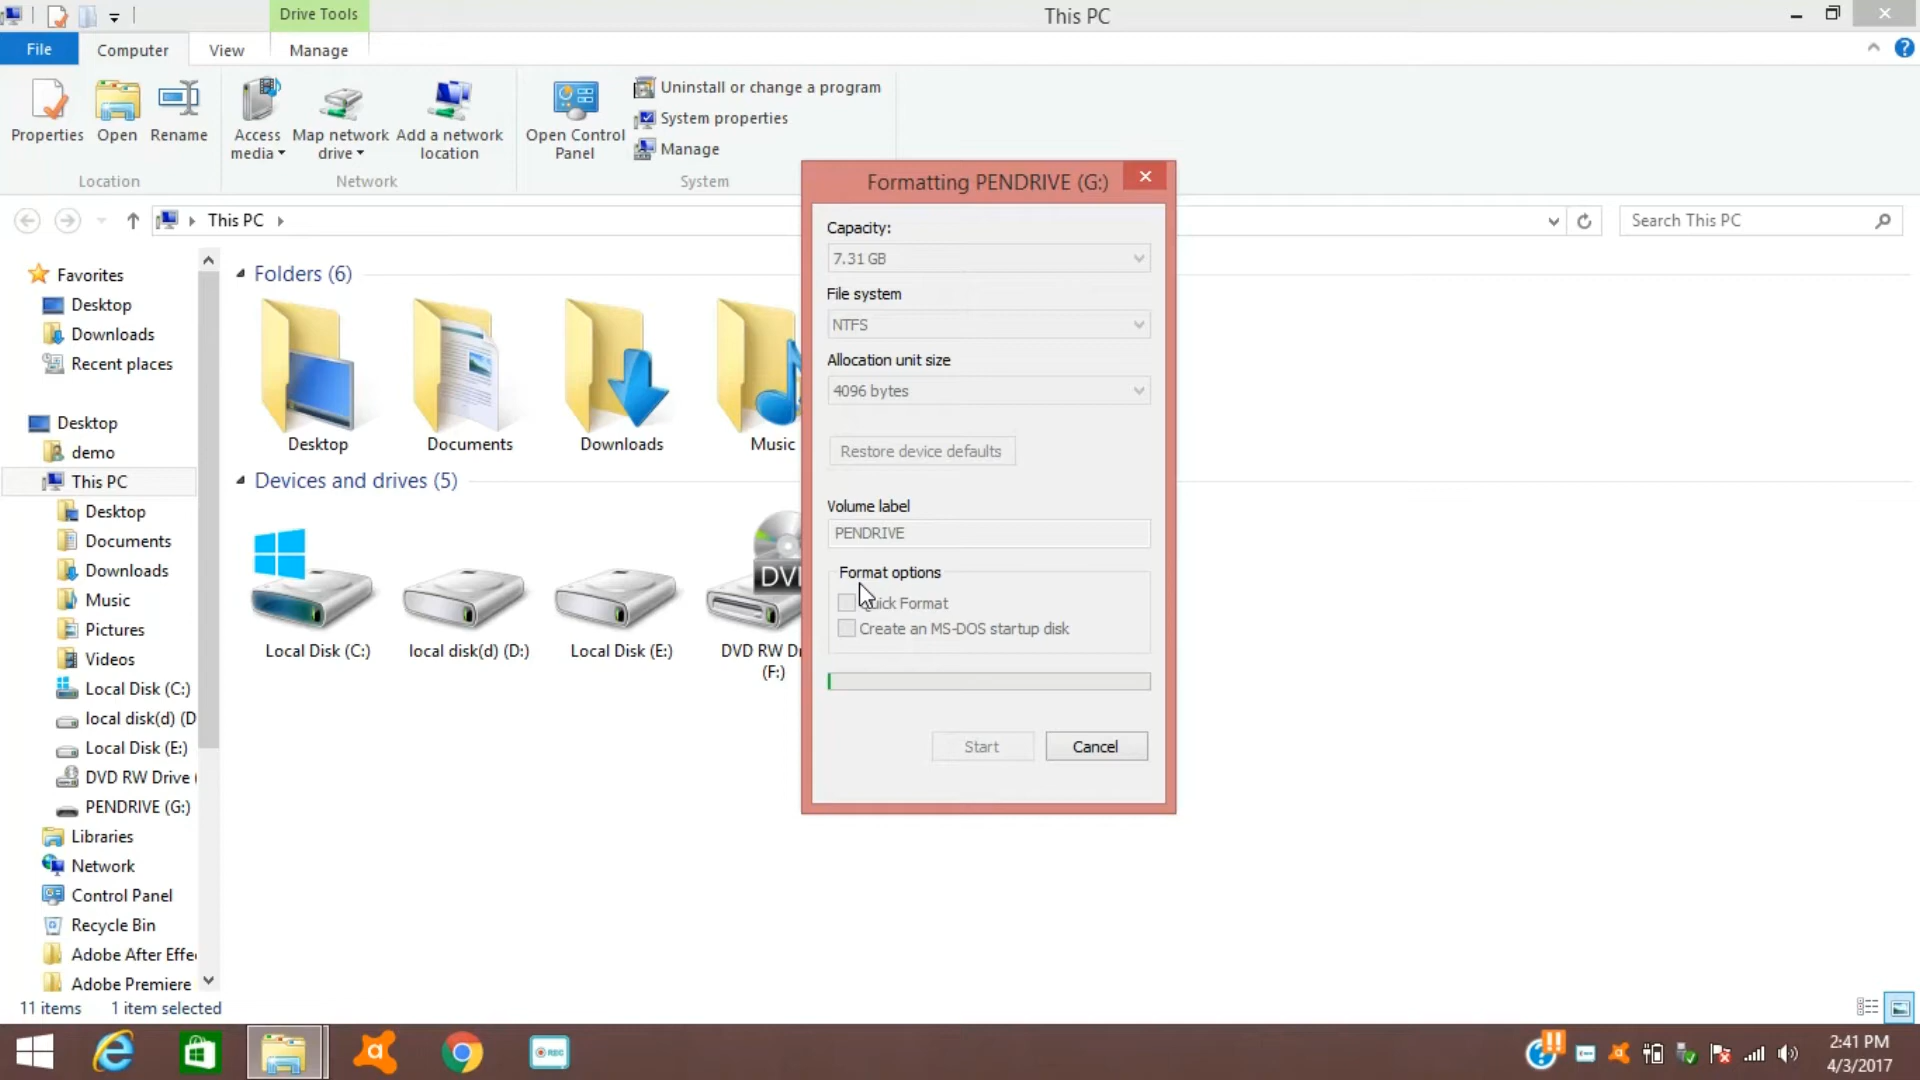 Drive Tools
This PC
File
Computer
View
Manage
Properties
Open
Rename
Access
media
Map network
drive
Add a network
location
Open Control
Panel
Uninstall or change a program
System properties
Manage
Location
Network
System
This PC
Search This PC
Favorites
Desktop
Downloads
Recent places
Desktop
demo
This PC
Desktop
Documents
Downloads
Music
Pictures
Videos
Local Disk (C:)
local disk(d) (D
Local Disk (E:)
DVD RW Drive (
PENDRIVE (G:)
Libraries
Network
Control Panel
Recycle Bin
Adobe After Effe
Adobe Premiere
Folders (6)
Desktop
Documents
Downloads
Music
Devices and drives (5)
Local Disk (C:)
local disk(d) (D:)
Local Disk (E:)
DVD
DVD RW Dr
(F:)
Formatting PENDRIVE (G:)
Capacity:
7.31 GB
File system
NTFS
Allocation unit size
4096 bytes
Restore device defaults
Volume label
PENDRIVE
Format options
Quick Format
Create an MS-DOS startup disk
Start
Cancel
11 items
1 item selected
REC
2:41 PM
4/3/2017